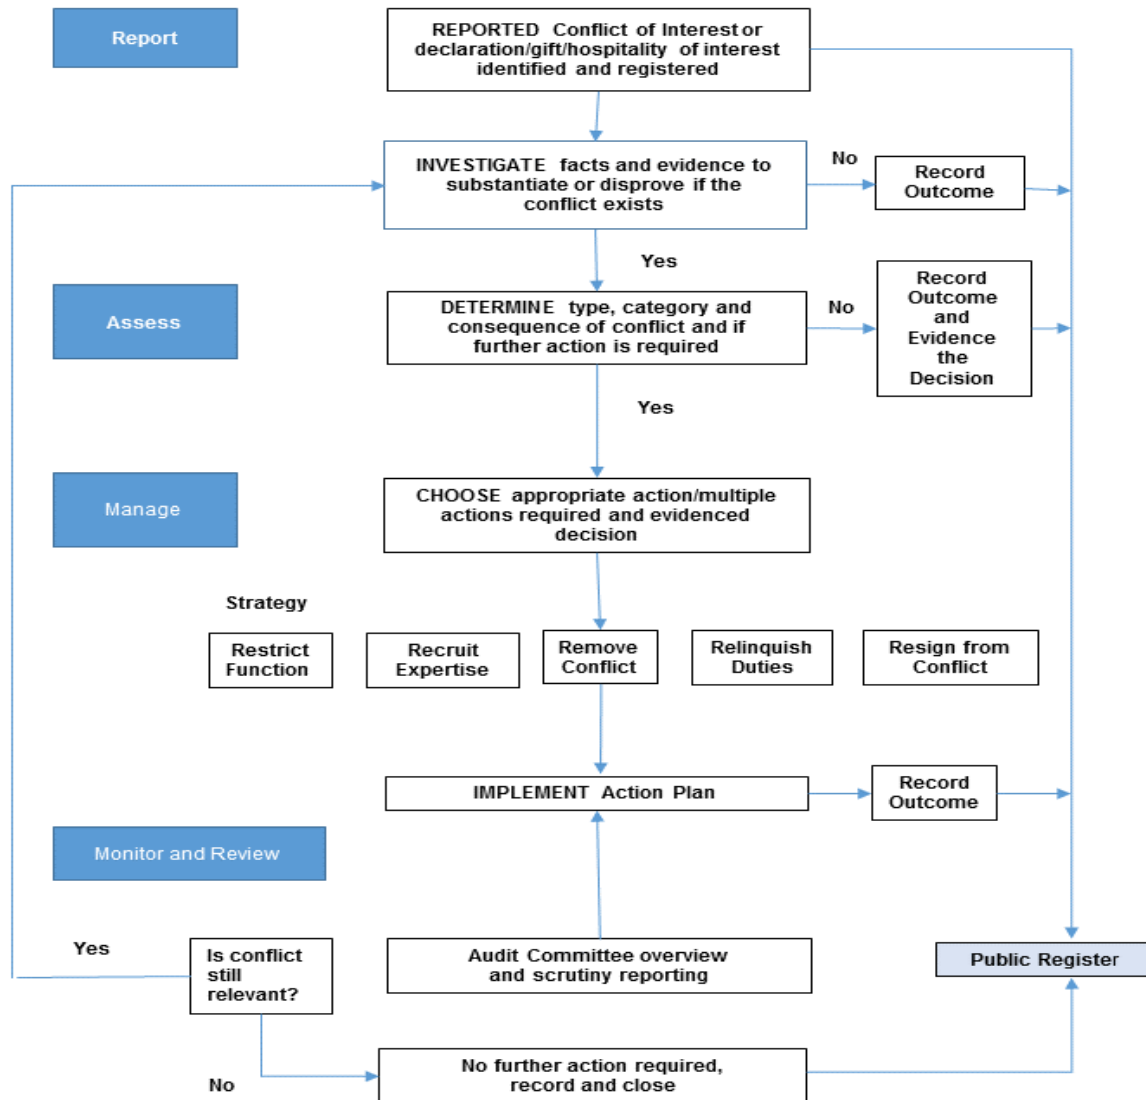 Report
REPORTED Conflict of Interest or
declaration/gift/hospitality of interest
identified and registered
INVESTIGATE facts and evidence to
substantiate or disprove if the
conflict exists
No
Record
Outcome
Yes
Assess
DETERMINE type, category and
consequence of conflict and if
further action is required
No
Record
Outcome
and
Evidence
the
Decision
Yes
Manage
CHOOSE appropriate action/multiple
actions required and evidenced
decision
Strategy
Restrict
Function
Recruit
Expertise
Remove
Conflict
Relinquish
Duties
Resign from
Conflict
IMPLEMENT Action Plan
Record
Outcome
Monitor and Review
Yes
Is conflict
still
relevant?
Audit Committee overview
and scrutiny reporting
Public Register
No
No further action required,
record and close